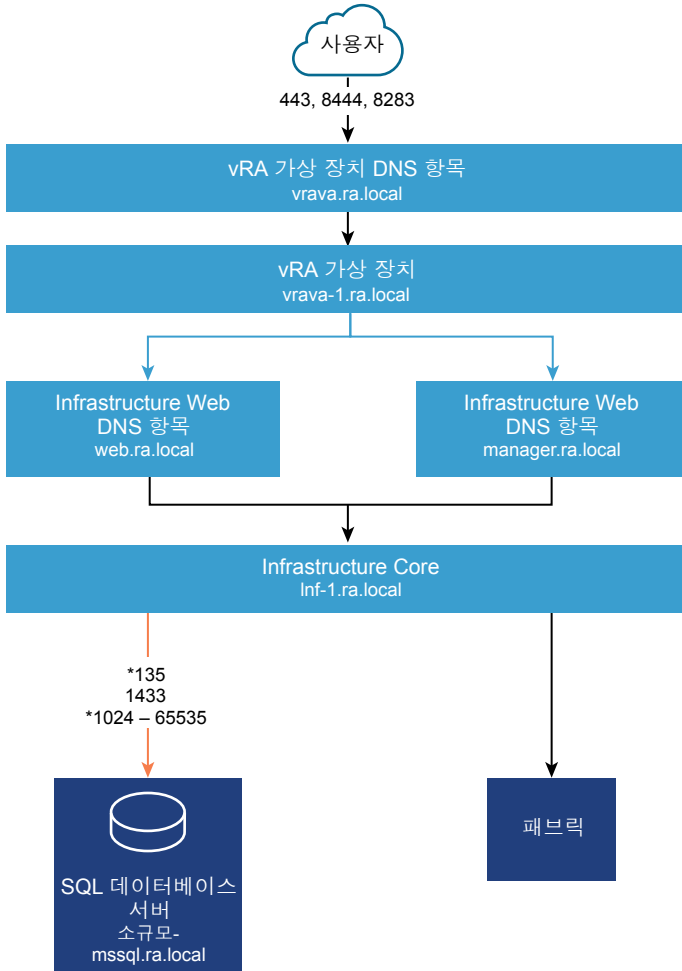 사용자
443, 8444, 8283
vRA 가상 장치 DNS 항목
vrava.ra.local
vRA 가상 장치
vrava-1.ra.local
Infrastructure Web
DNS 항목
web.ra.local
Infrastructure Web
DNS 항목
manager.ra.local
Infrastructure Core
lnf-1.ra.local
*135
1433
*1024 – 65535
SQL 데이터베이스
서버
소규모-
mssql.ra.local
패브릭